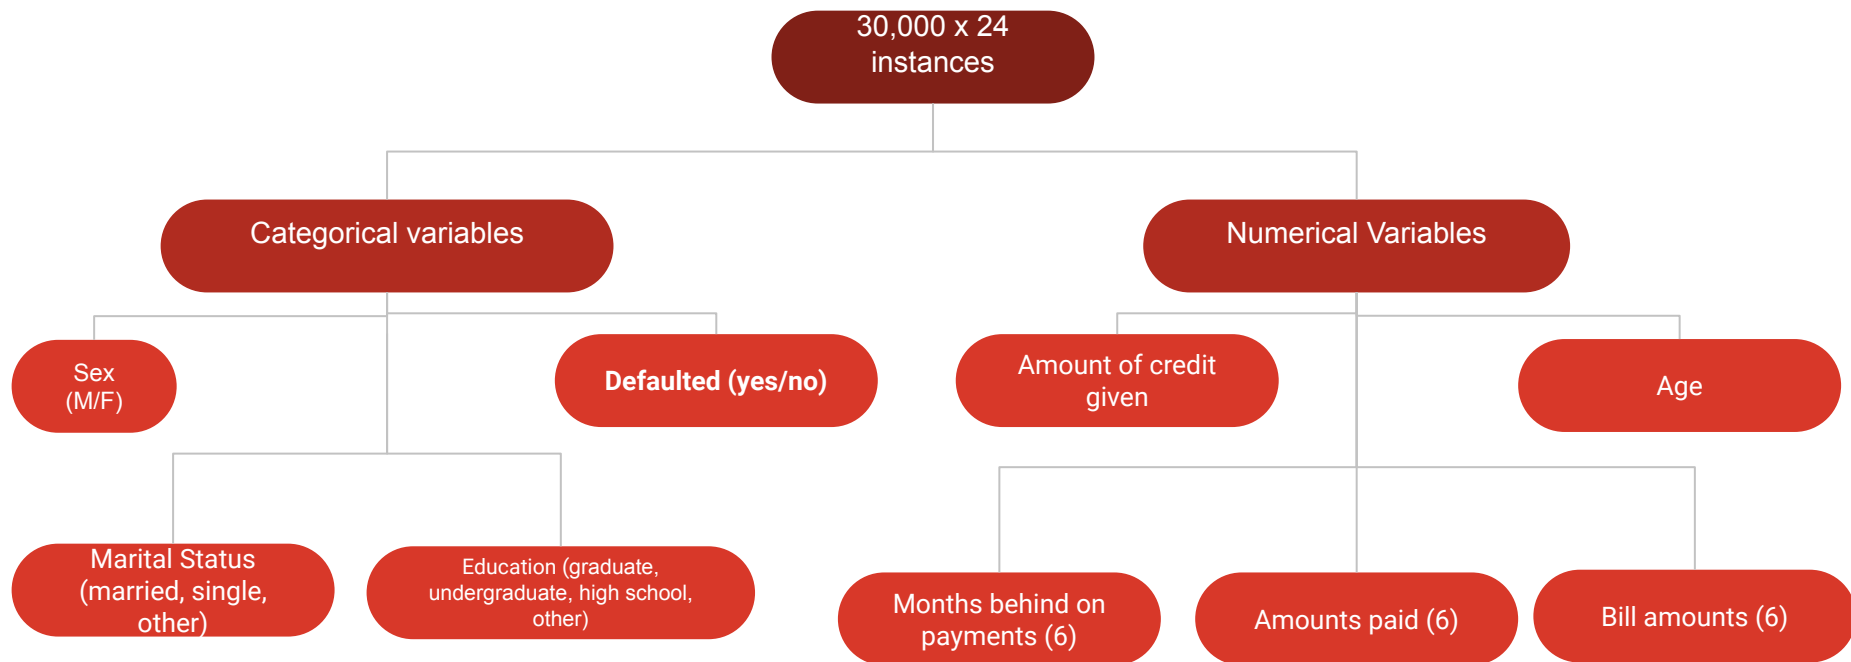 30,000 x 24
instances
Categorical variables
Numerical Variables
Sex
(M/F)
Defaulted (yes/no)
Amount of credit
given
Age
Marital Status
(married, single,
other)
Education (graduate,
undergraduate, high school,
other)
Months behind on
payments (6)
Amounts paid (6)
Bill amounts (6)